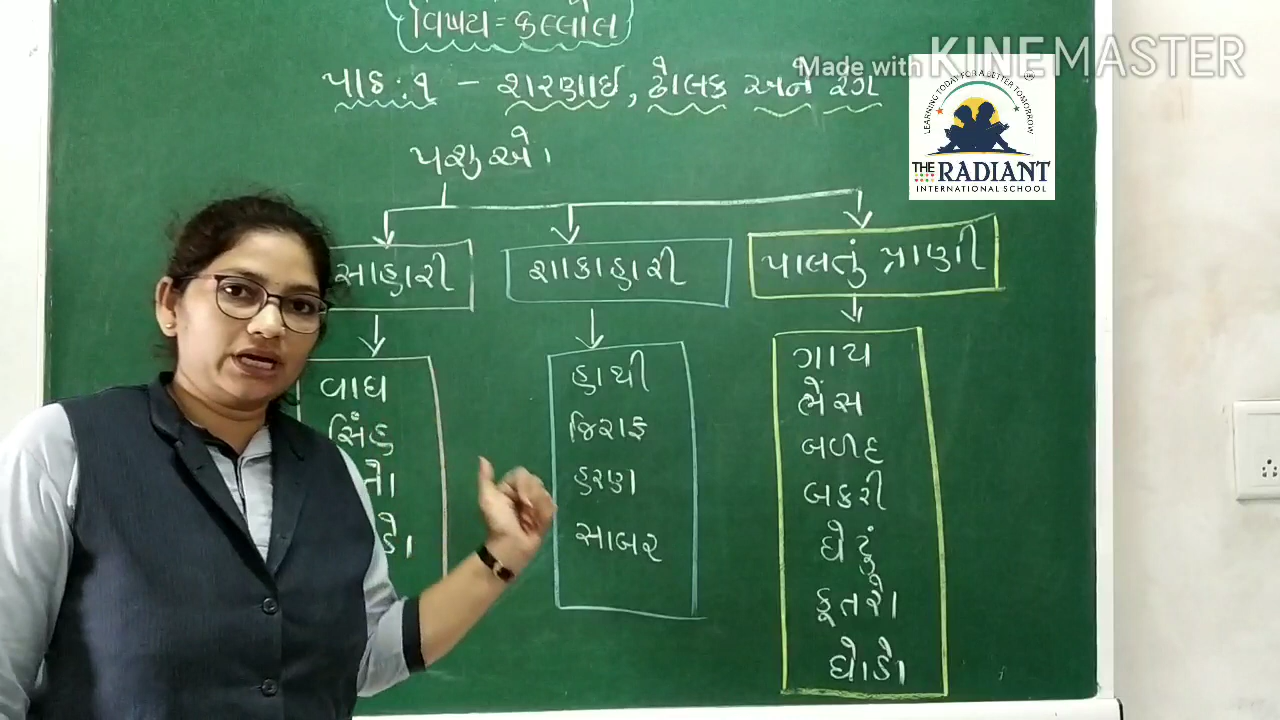 વિષય = કલ્લોલ
Made with KINEMASTER
પાઠ : ૧ - શરણાઇ, ઢોલક અને રંગ
LEARNING TODAY FOR A BETTER TOMORROW
THE RADIANT
INTERNATIONAL SCHOOL
પશુઓ
સાહારી
શાકાહારી
પાલતું પ્રાણી
વાઘ
સિંહ
હાથી
જિરાફ
હરણ
સાબર
ગાય
ભેંસ
બળદ
બકરી
ઘેટું
કૂતરો
ઘોડો